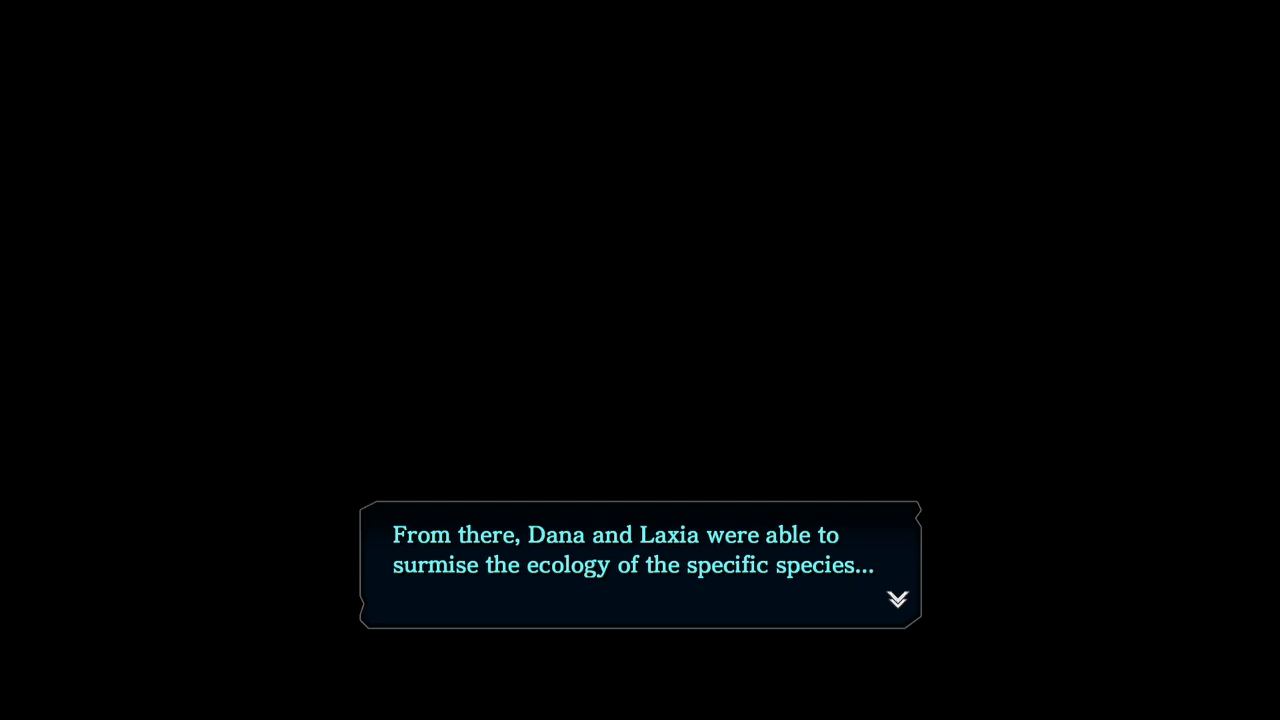 From there, Dana and Laxia were able to
surmise the ecology of the specific species...